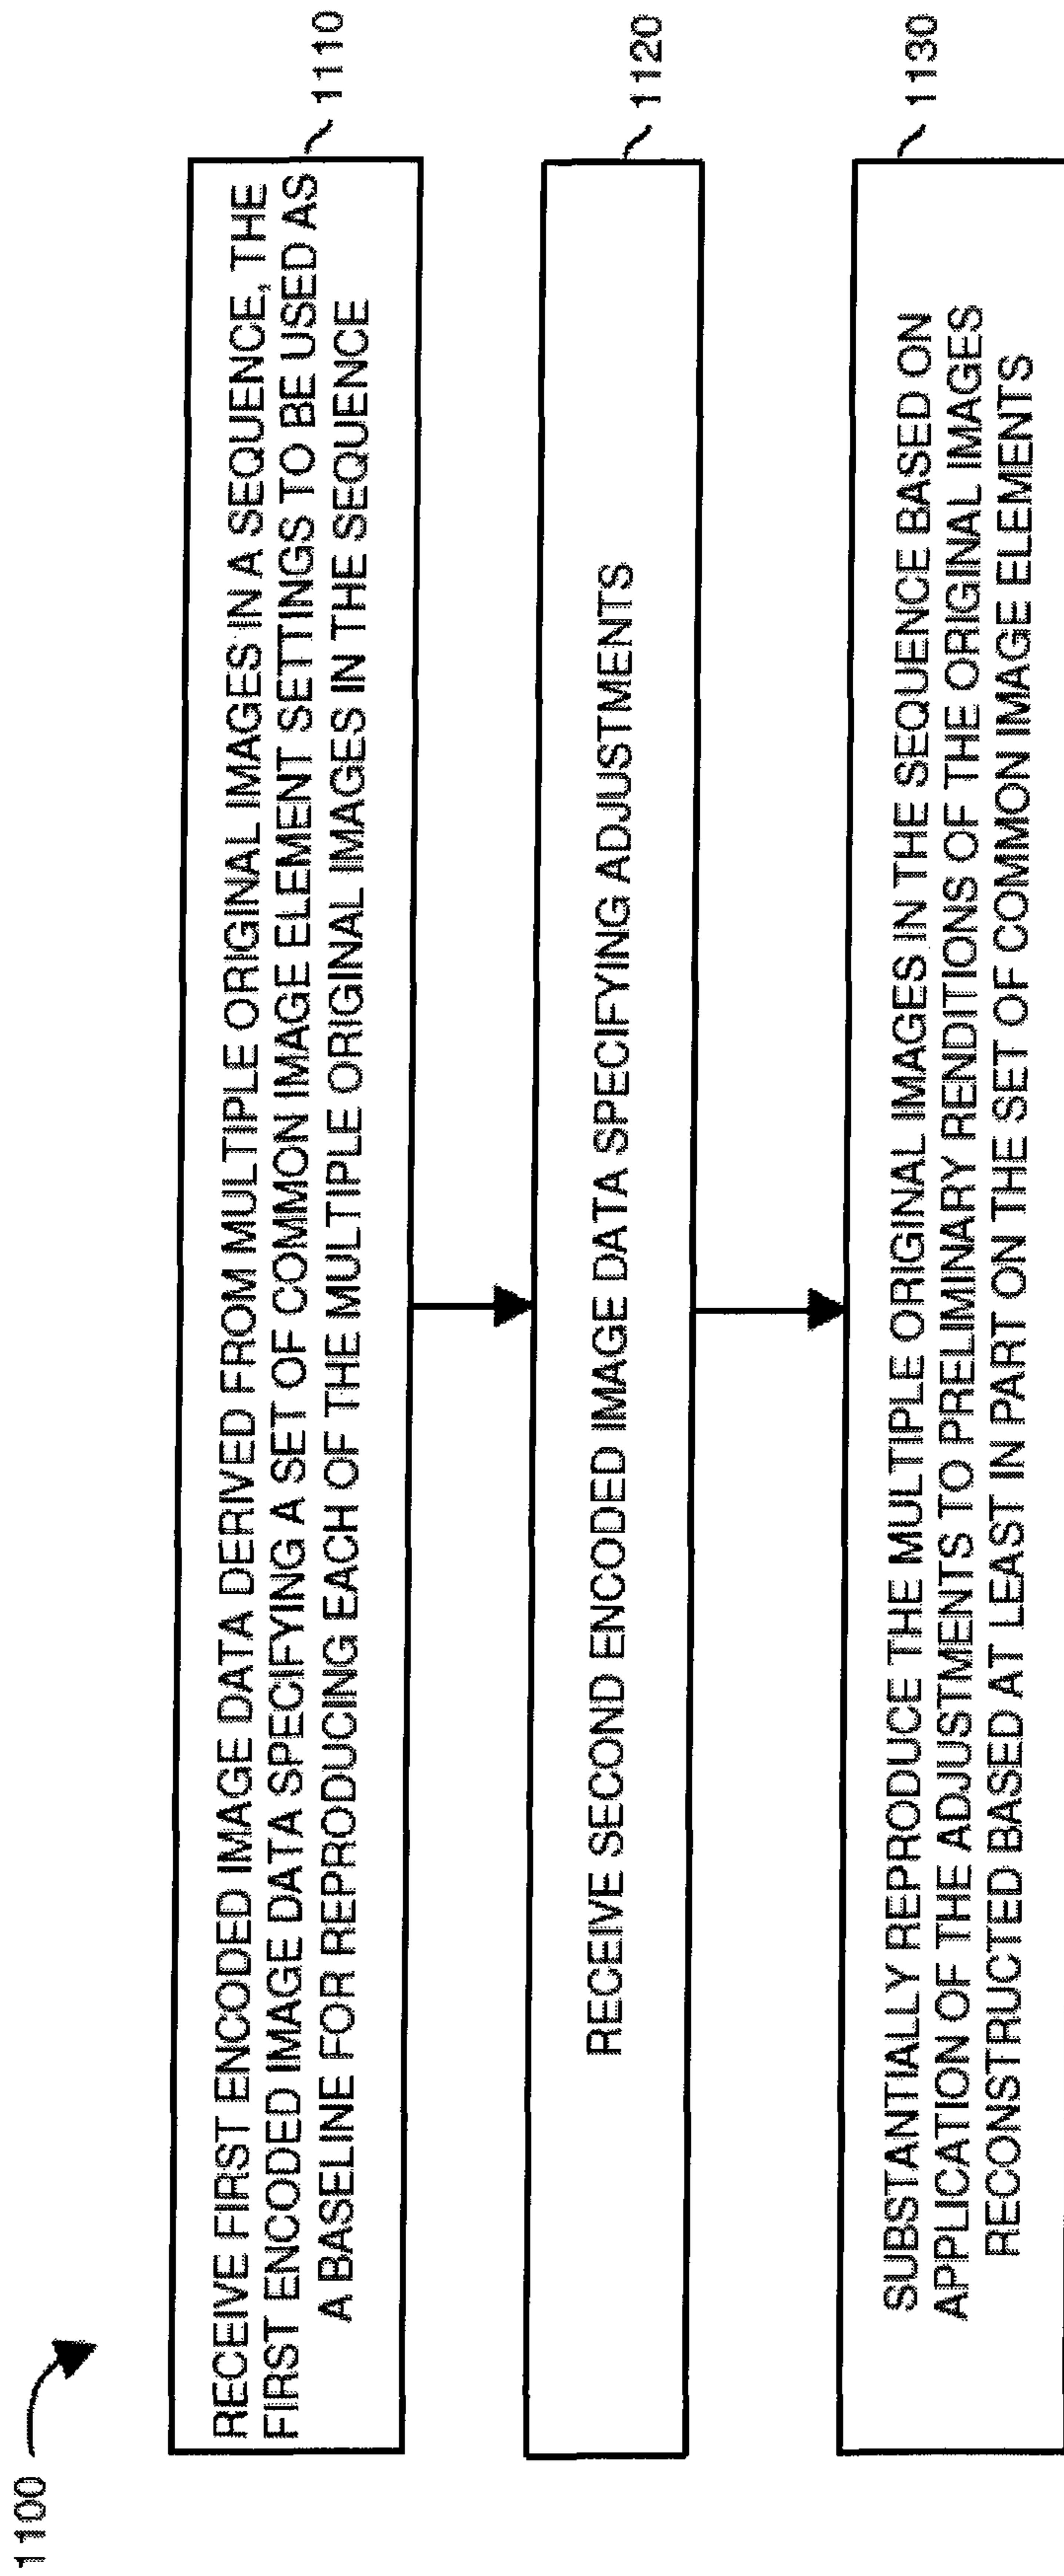 1100
RECEIVE FIRST ENCODED IMAGE DATA DERIVED FROM MULTIPLE ORIGINAL IMAGES IN A SEQUENCE, THE
FIRST ENCODED IMAGE DATA SPECIFYING A SET OF COMMON IMAGE ELEMENT SETTINGS TO BE USED AS
A BASELINE FOR REPRODUCING EACH OF THE MULTIPLE ORIGINAL IMAGES IN THE SEQUENCE
1110
RECEIVE SECOND ENCODED IMAGE DATA SPECIFYING ADJUSTMENTS
1120
SUBSTANTIALLY REPRODUCE THE MULTIPLE ORIGINAL IMAGES IN THE SEQUENCE BASED ON
APPLICATION OF THE ADJUSTMENTS TO PRELIMINARY RENDITIONS OF THE ORIGINAL IMAGES
RECONSTRUCTED BASED AT LEAST IN PART ON THE SET OF COMMON IMAGE ELEMENTS
1130